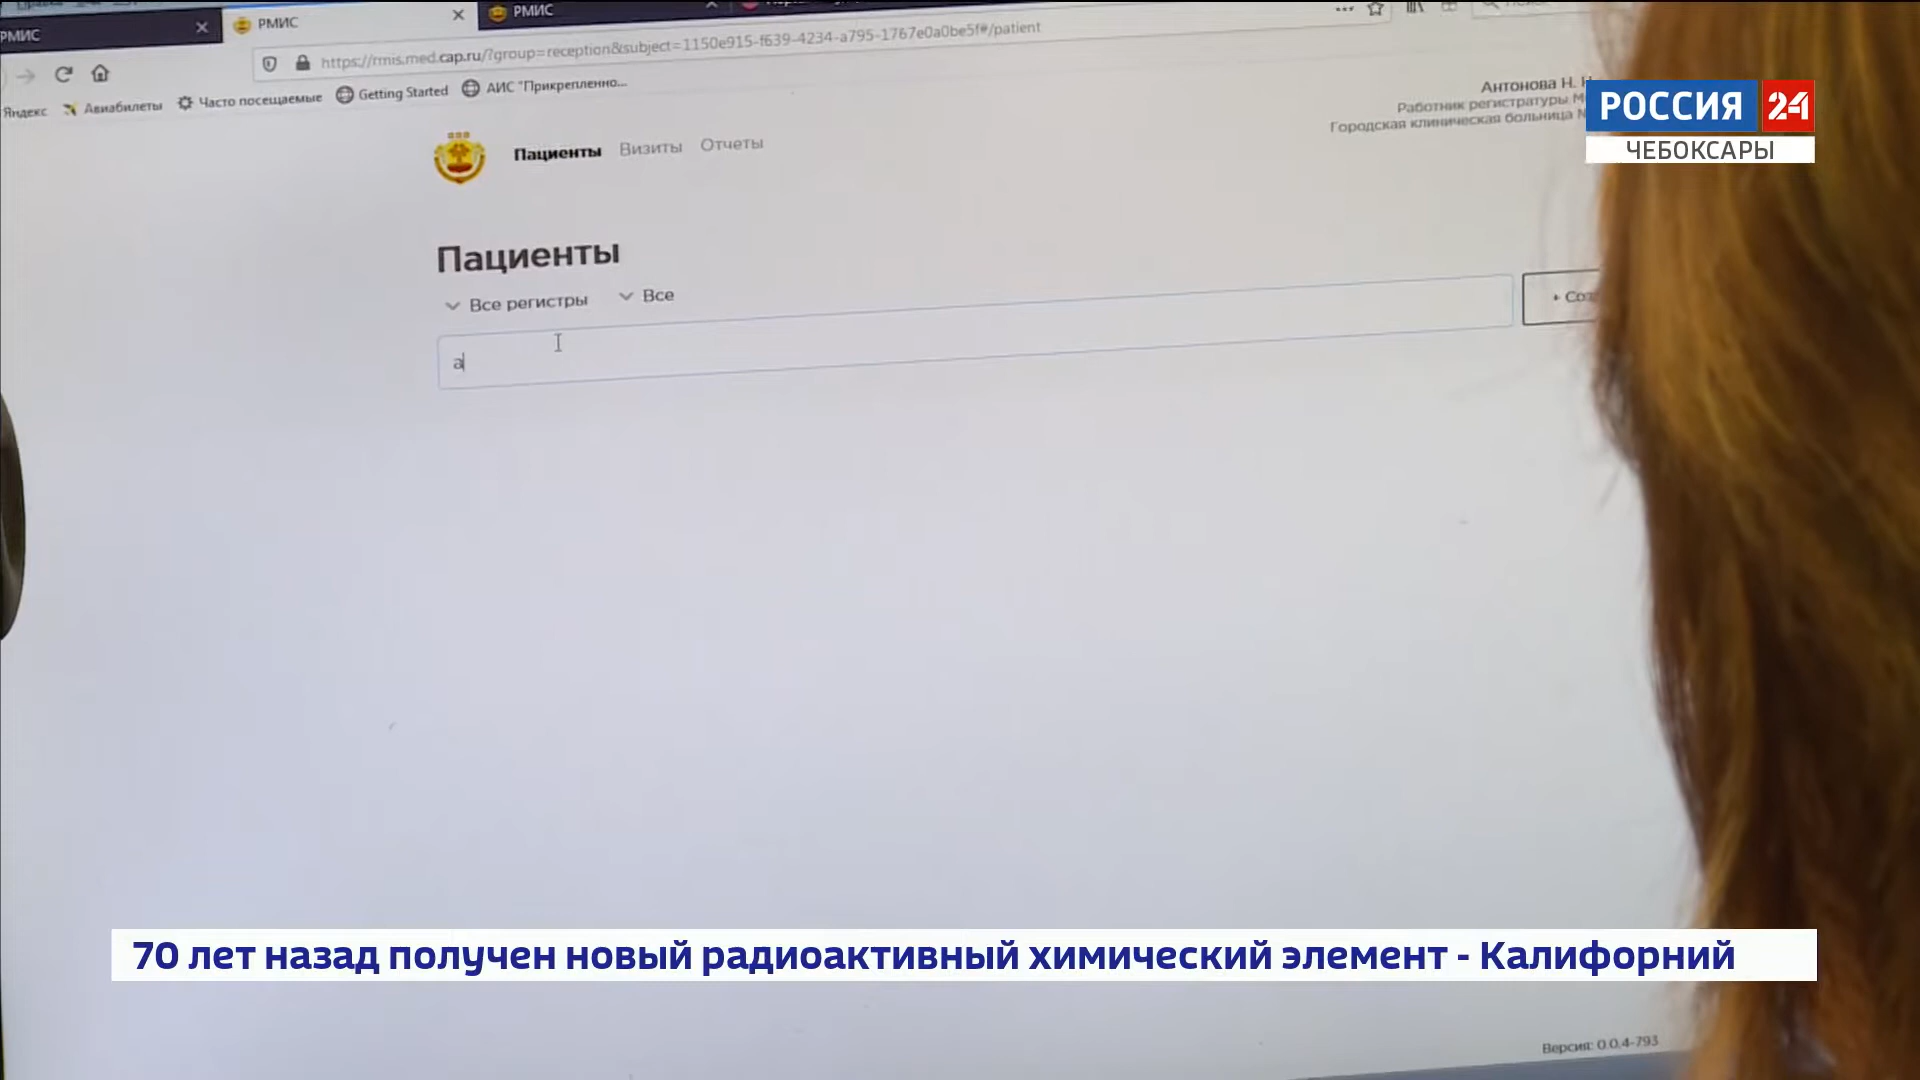 РМИС
РМИС
РМИС
https://rmis.med.cap.ru/?group=reception&subject=1150e915-f639-4234-a795-1767e0a0be5f#/patient
Яндекс Авиабилеты Часто посещаемые Getting Started АИС "Прикрепленно...
Антонова Н.
Работник регистратуры
Городская клиническая больница
РОССИЯ 24
ЧЕБОКСАРЫ
Пациенты Визиты Отчеты
Пациенты
Все регистры Все
а
+ Соз
70 лет назад получен новый радиоактивный химический элемент - Калифорний
Версия: 0.0.4-793